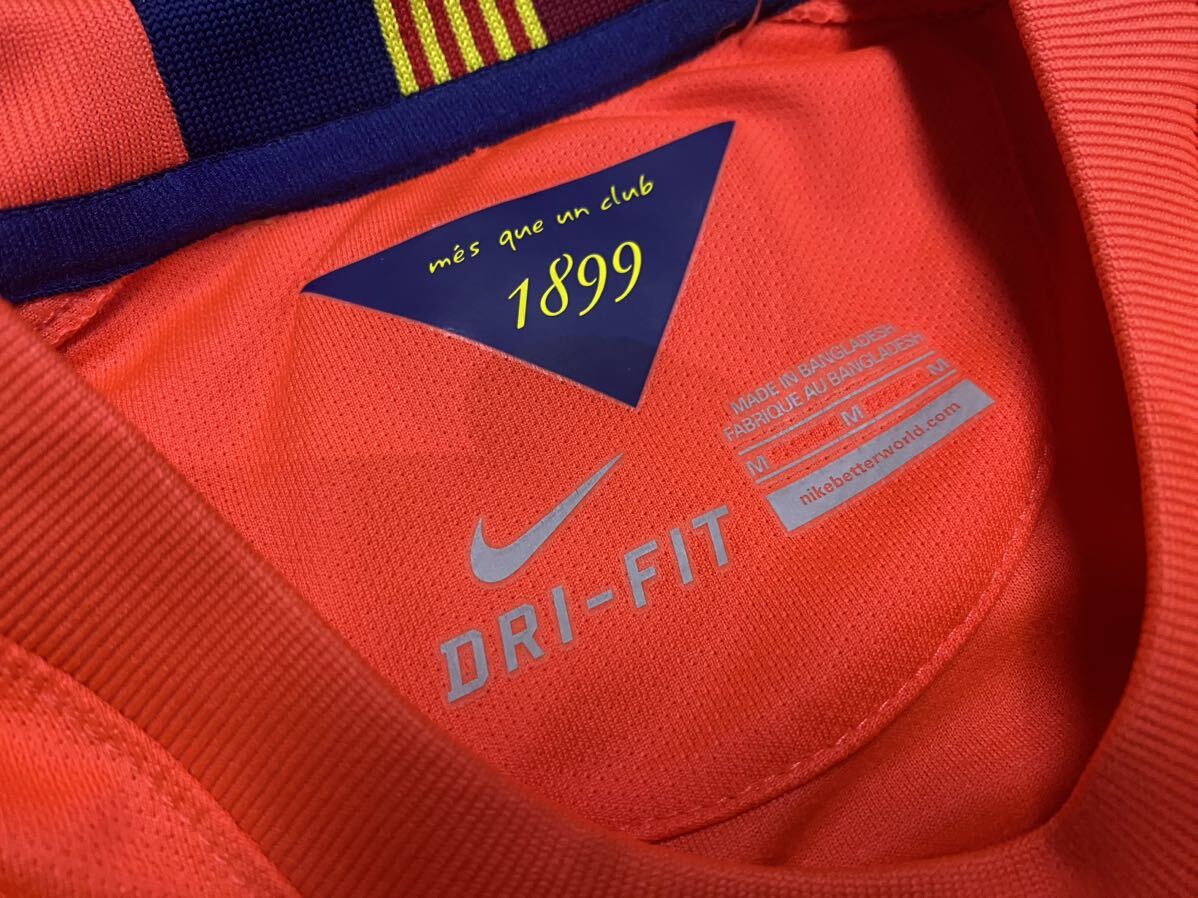 més que un club
1899
MADE IN BANGLADESH
FABRIQUE AU BANGLADESH
M M M
nikebetterworld.com
DRI-FIT